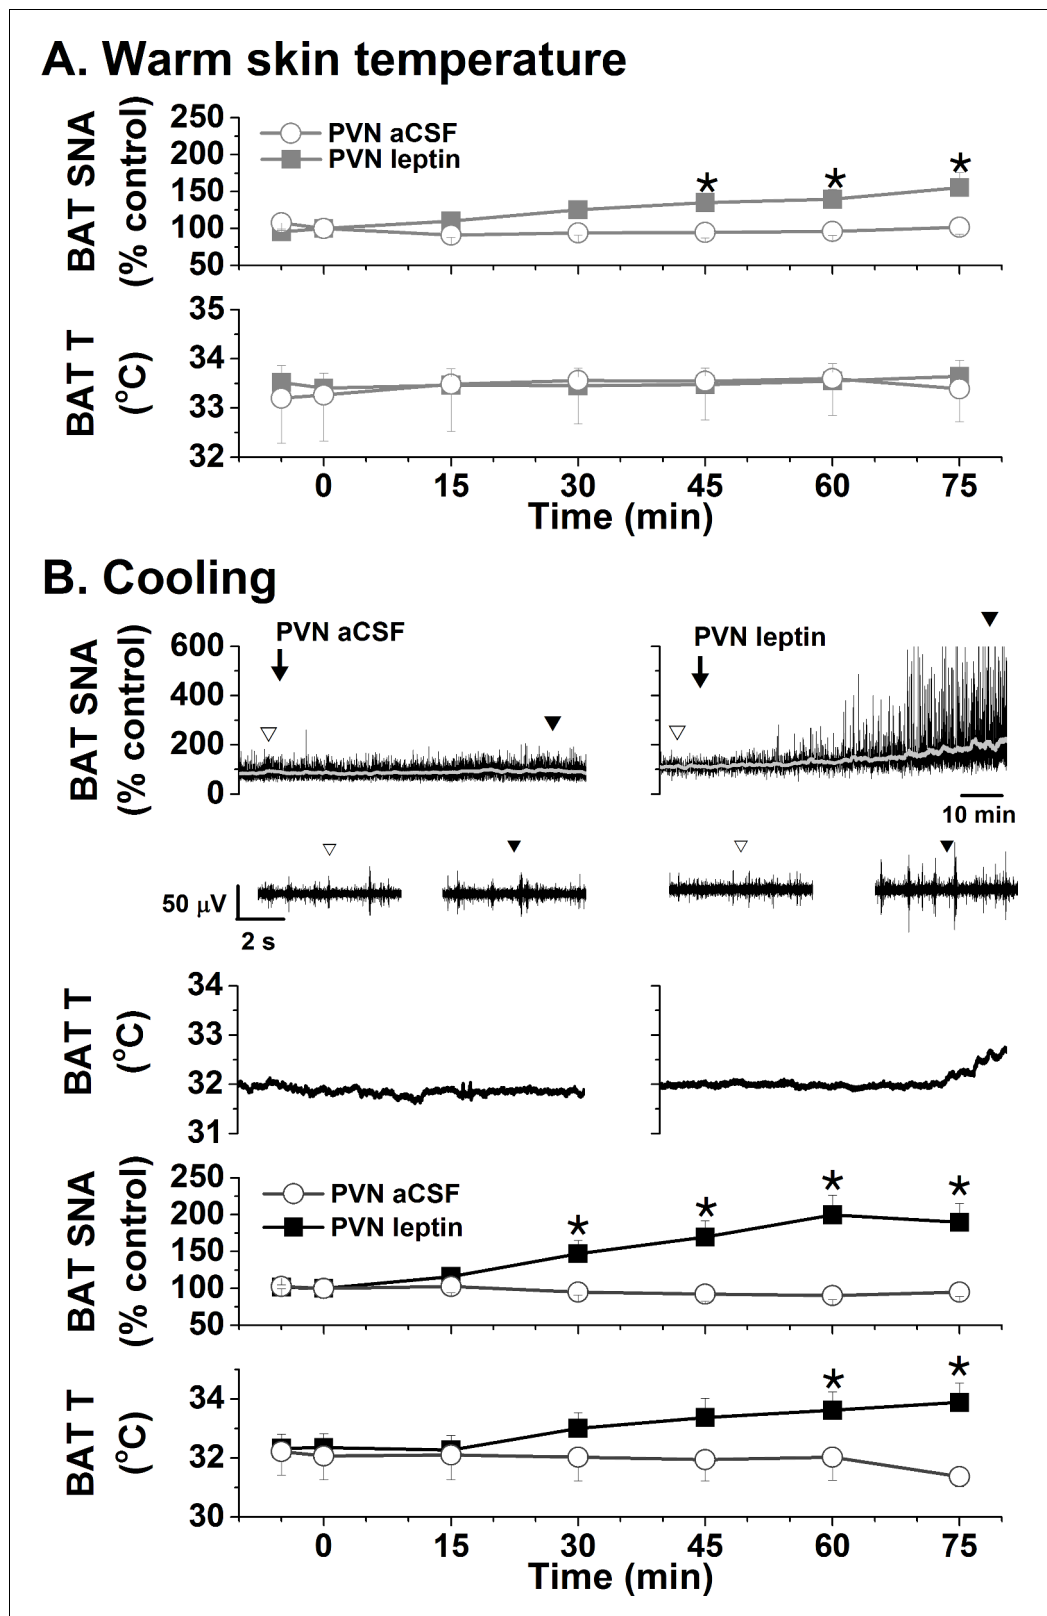 A. Warm skin temperature
BAT SNA
(% control)
250
200
150
100
50
PVN aCSF
PVN leptin
* * *
BAT T
(°C)
35
34
33
32
0 15 30 45 60 75
Time (min)
B. Cooling
BAT SNA
(% control)
600
400
200
0
PVN aCSF
PVN leptin
10 min
50 µV
2 s
BAT T
(°C)
34
33
32
31
BAT SNA
(% control)
250
200
150
100
50
PVN aCSF
PVN leptin
* * * *
BAT T
(°C)
34
32
30
* *
0 15 30 45 60 75
Time (min)